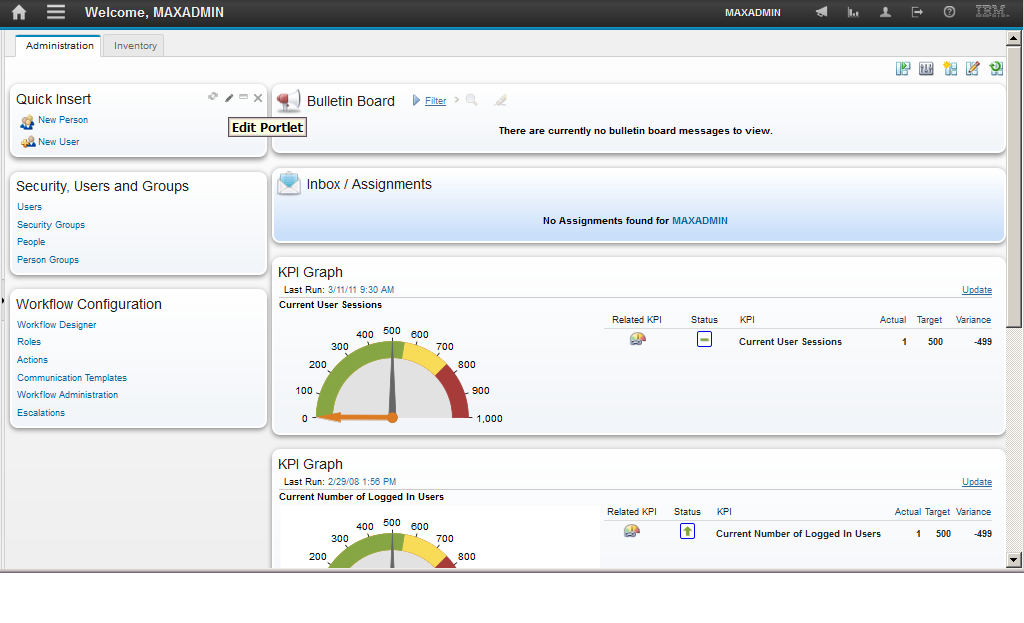 Welcome, MAXADMIN
MAXADMIN
IBM.
Administration
Inventory
Quick Insert
New Person
New User
Edit Portlet
Bulletin Board
Filter
There are currently no bulletin board messages to view.
Security, Users and Groups
Users
Security Groups
People
Person Groups
Inbox / Assignments
No Assignments found for MAXADMIN
Workflow Configuration
Workflow Designer
Roles
Actions
Communication Templates
Workflow Administration
Escalations
KPI Graph
Last Run: 3/11/11 9:30 AM
Update
Current User Sessions
0 100 200 300 400 500 600 700 800 900 1,000
Related KPI Status KPI Actual Target Variance
Current User Sessions 1 500 -499
KPI Graph
Last Run: 2/29/08 1:56 PM
Update
Current Number of Logged In Users
200 300 400 500 600 700 800
Related KPI Status KPI Actual Target Variance
Current Number of Logged In Users 1 500 -499